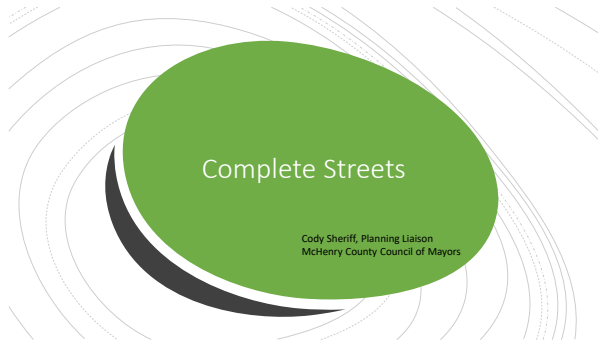 Complete Streets
Cody Sheriff, Planning Liaison
McHenry County Council of Mayors